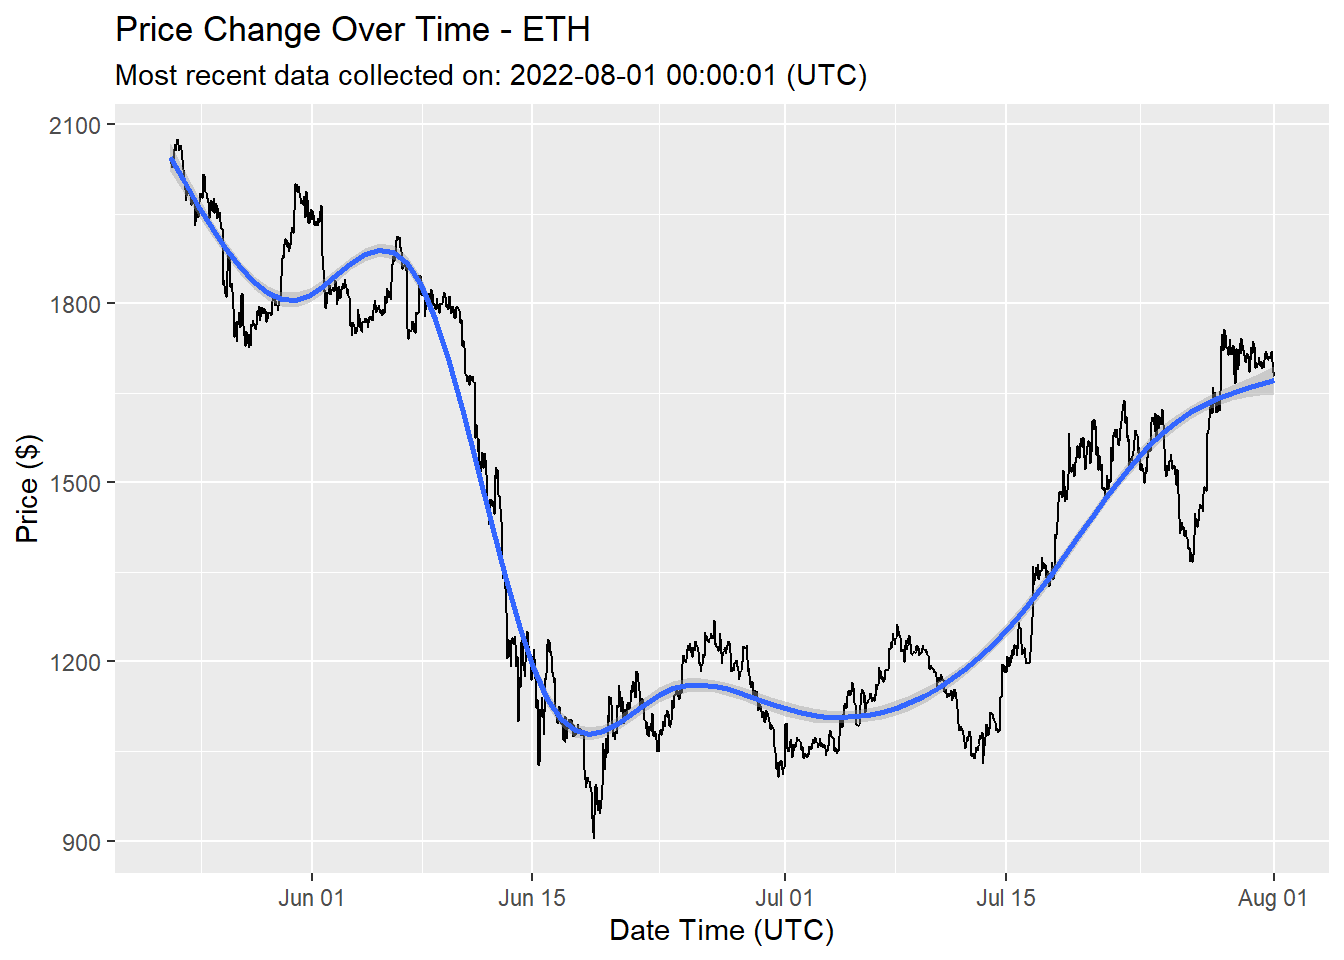 Price Change Over Time - ETH
Most recent data collected on: 2022-08-01 00:00:01 (UTC)
2100
1800
1500
1200
900
Price ($)
Jun 01
Jun 15
Jul 01
Jul 15
Aug 01
Date Time (UTC)